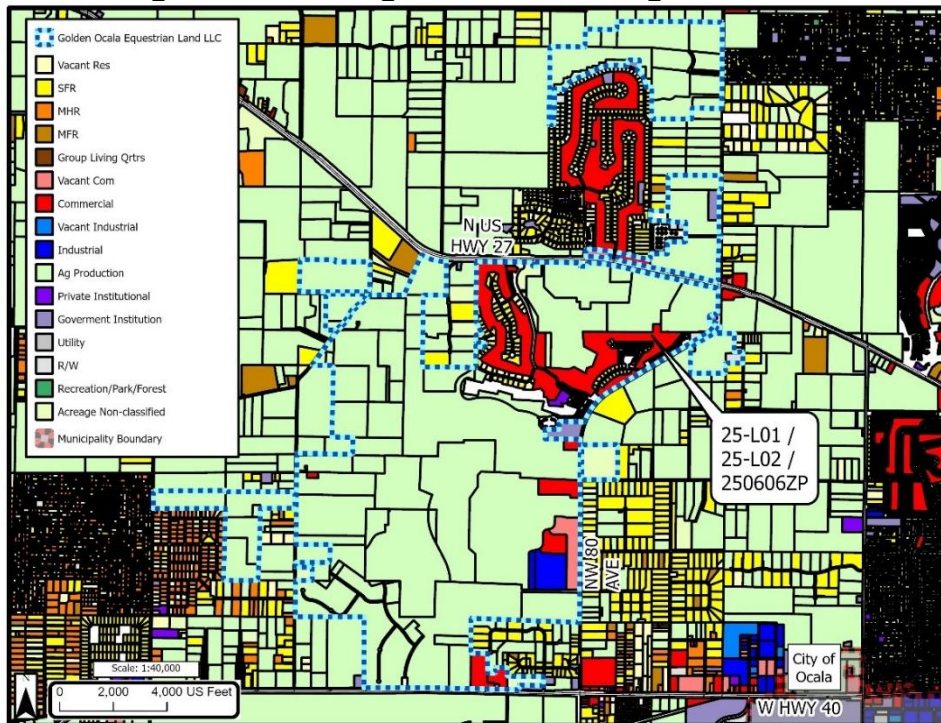 Golden Ocala Equestrian Land LLC
Vacant Res
SFR
MHR
MFR
Group Living Qrtrs
Vacant Com
Commercial
Vacant Industrial
Industrial
Ag Production
Private Institutional
Goverment Institution
Utility
R/W
Recreation/Park/Forest
Acreage Non-classified
Municipality Boundary
N US
HWY 27
25-L01 /
25-L02 /
250606ZP
NW 80
AVE
City of
Ocala
W HWY 40
Scale: 1:40,000
0 2,000 4,000 US Feet
N